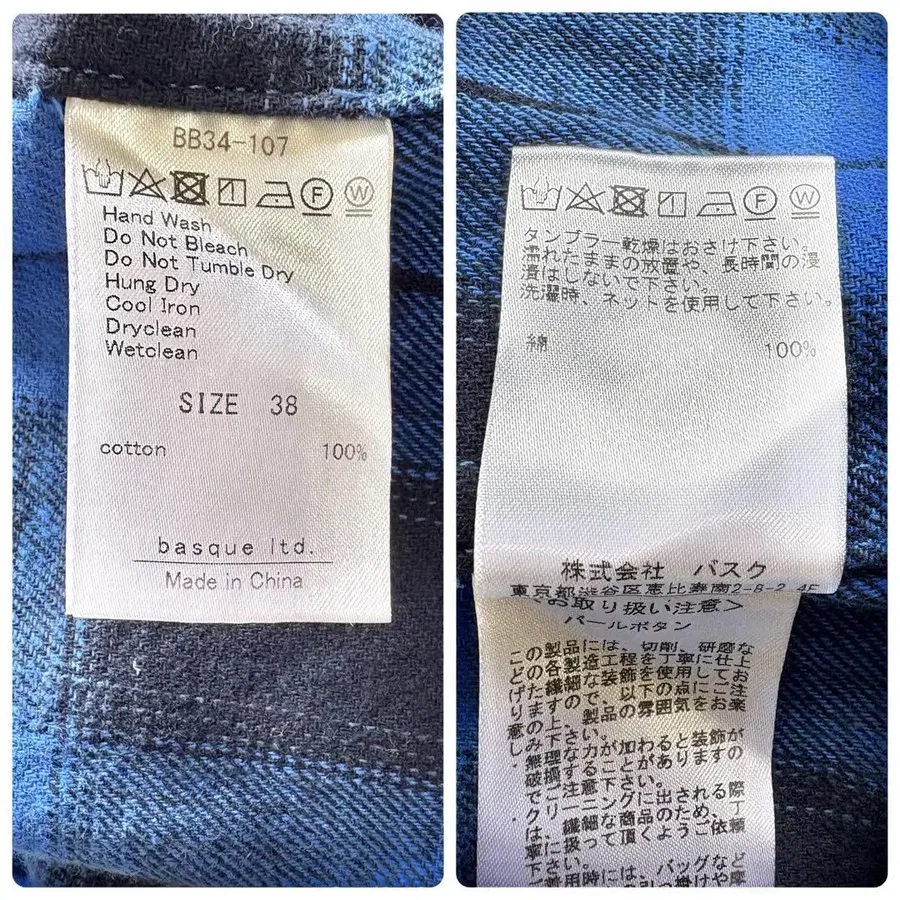 BB34-107
Hand Wash
Do Not Bleach
Do Not Tumble Dry
Hung Dry
Cool Iron
Dryclean
Wetclean
SIZE 38
cotton 100%
basque ltd.
Made in China
F W
タンブラー乾燥はおさけ下さい。
濡れたままの放置や、長時間の浸
漬はしないで下さい。
洗濯時、ネットを使用して下さい。
綿 100%
株式会社 バスク
東京都渋谷区恵比寿南2-8-2 4F
<お取り扱い注意>
パールボタン
この製品には、切削、研磨な
どの各製造工程を丁寧に仕上
げた繊細な装飾を使用してお
ります。
で、以下の点にご注
意の上、製品の雰囲気をお楽
しみ下さい。
無理な力が加わると装飾が
破損することがありますの
でご注意下さい。
クリーニングに出される際
は、繊細な商品のため、丁
寧に扱って頂くようご依頼
下さい。
着用時には、バッグなど